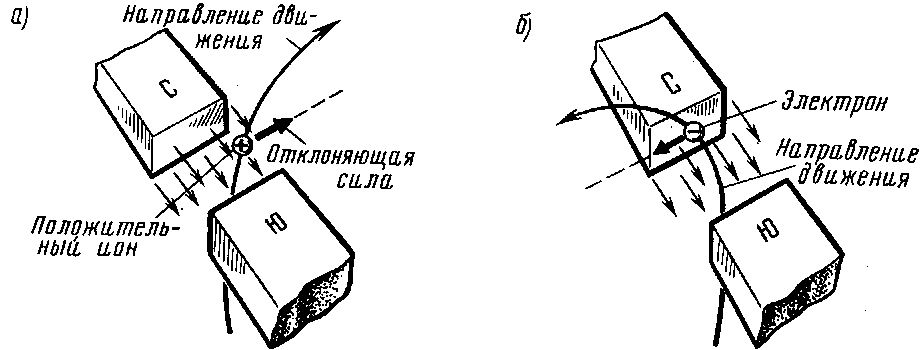 а)
Направление дви-
жения
С
+
Отклоняющая
сила
Положитель-
ный ион
Ю
б)
С
Электрон
−
Направление
движения
Ю